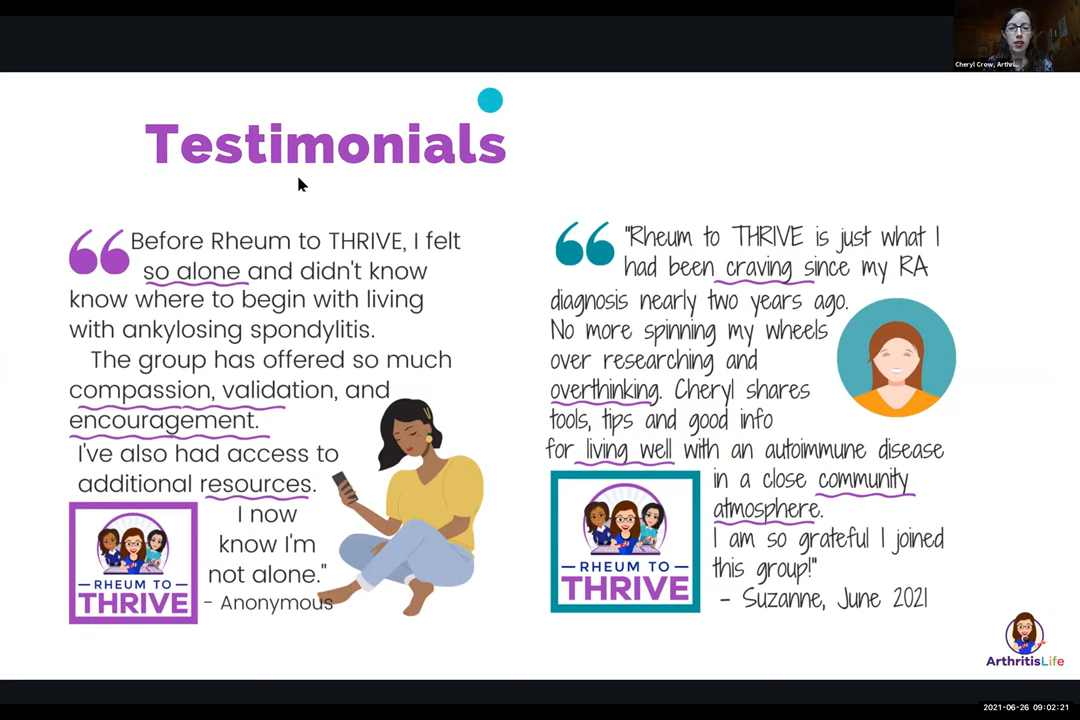 Cheryl Crow, Arthri...
Testimonials
Before Rheum to THRIVE, I felt
so alone and didn't know
know where to begin with living
with ankylosing spondylitis.
The group has offered so much
compassion, validation, and
encouragement.
I've also had access to
additional resources.
I now
know I'm
not alone."
- Anonymous
RHEUM TO
THRIVE
"Rheum to THRIVE is just what I
had been craving since my RA
diagnosis nearly two years ago.
No more spinning my wheels
over researching and
overthinking. Cheryl shares
tools, tips and good info
for living well with an autoimmune disease
in a close community
atmosphere.
I am so grateful I joined
this group!"
- Suzanne, June 2021
RHEUM TO
THRIVE
ArthritisLife
2021-06-26 09:02:21